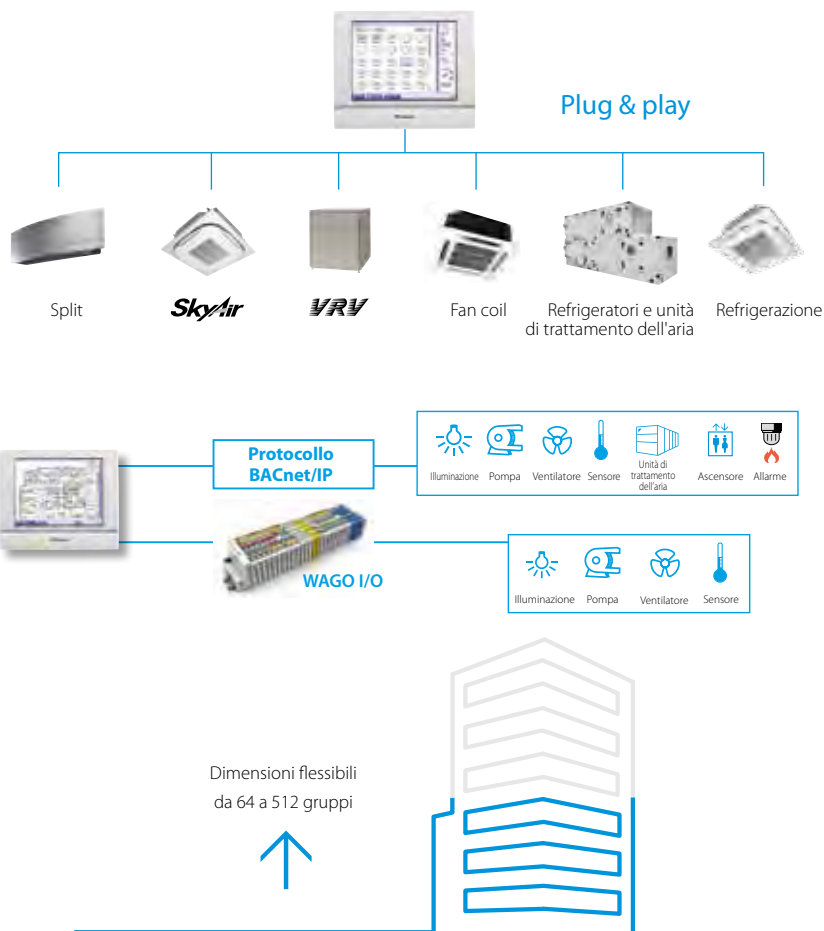 Plug & play
Split
SkyAir
VRV
Fan coil
Refrigeratori e unità
di trattamento dell'aria
Refrigerazione
Protocollo
BACnet/IP
Illuminazione
Pompa
Ventilatore
Sensore
Unità di
trattamento
dell'aria
Ascensore
Allarme
WAGO I/O
Illuminazione
Pompa
Ventilatore
Sensore
Dimensioni flessibili
da 64 a 512 gruppi